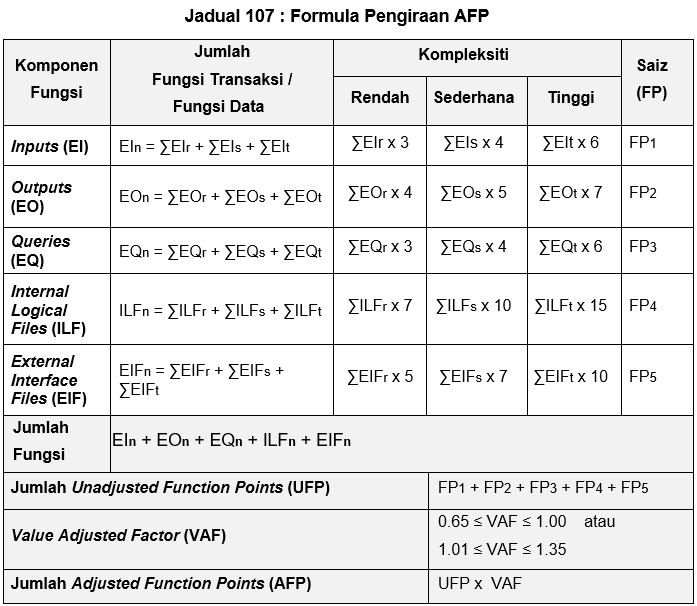 Jadual 107 : Formula Pengiraan AFP
Komponen Fungsi
Jumlah
Fungsi Transaksi /
Fungsi Data
Kompleksiti
Saiz
(FP)
Rendah
Sederhana
Tinggi
Inputs (EI)
EIn = ∑EIr + ∑EIs + ∑EIt
∑EIr x 3
∑EIs x 4
∑EIt x 6
FP1
Outputs
(EO)
EOn = ∑EOr + ∑EOs + ∑EOt
∑EOr x 4
∑EOs x 5
∑EOt x 7
FP2
Queries
(EQ)
EQn = ∑EQr + ∑EQs + ∑EQt
∑EQr x 3
∑EQs x 4
∑EQt x 6
FP3
Internal
Logical
Files (ILF)
ILFn = ∑ILFr + ∑ILFs + ∑ILFt
∑ILFr x 7
∑ILFs x 10
∑ILFt x 15
FP4
External
Interface
Files (EIF)
EIFn = ∑EIFr + ∑EIFs +
∑EIFt
∑EIFr x 5
∑EIFs x 7
∑EIFt x 10
FP5
Jumlah
Fungsi
EIn + EOn + EQn + ILFn + EIFn
Jumlah Unadjusted Function Points (UFP)
FP1 + FP2 + FP3 + FP4 + FP5
Value Adjusted Factor (VAF)
0.65 ≤ VAF ≤ 1.00 atau
1.01 ≤ VAF ≤ 1.35
Jumlah Adjusted Function Points (AFP)
UFP x VAF